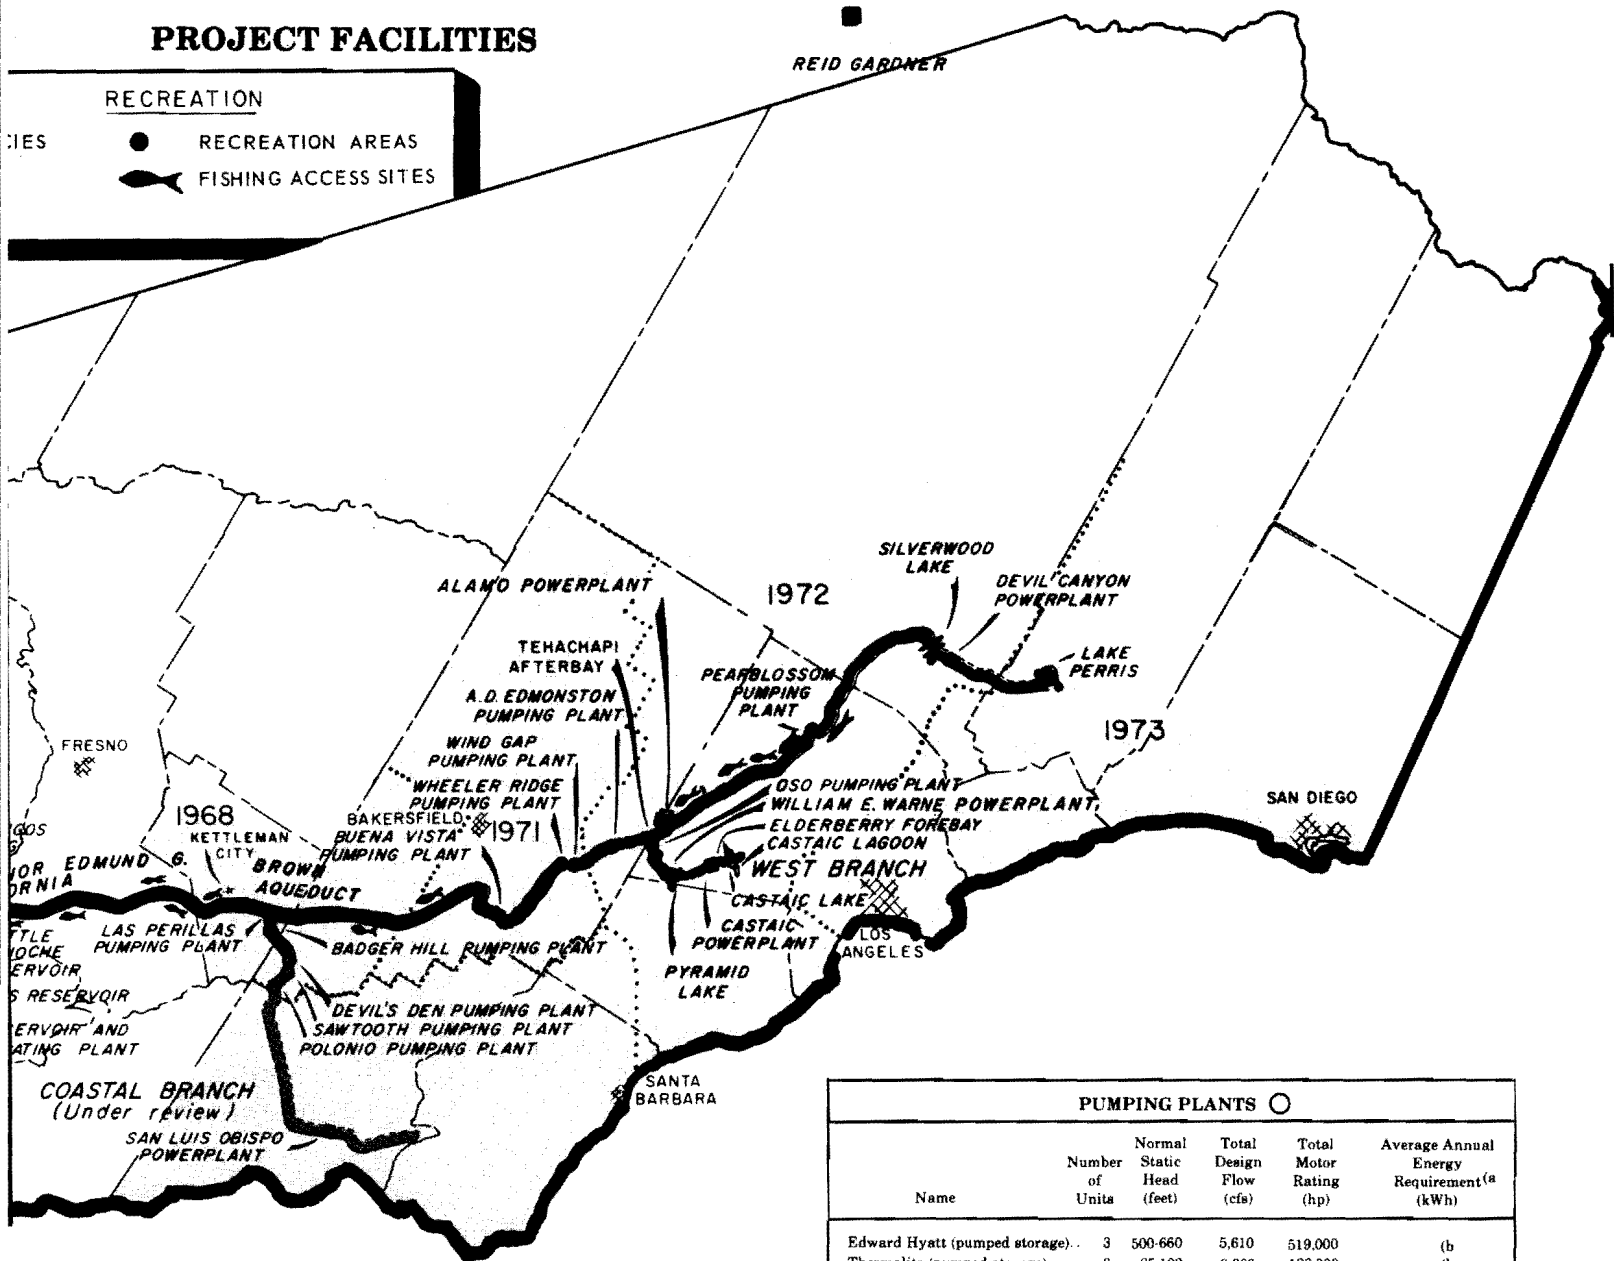 PROJECT FACILITIES
RECREATION
RECREATION AREAS
FISHING ACCESS SITES
REID GARDNER
SILVERWOOD
LAKE
DEVIL CANYON
POWERPLANT
ALAMO POWERPLANT
1972
TEHACHAPI
AFTERBAY
LAKE
PERRIS
PEARBLOSSOM
PUMPING
PLANT
A.D. EDMONSTON
PUMPING PLANT
1973
WIND GAP
PUMPING PLANT
FRESNO
WHEELER RIDGE
PUMPING PLANT
OSO PUMPING PLANT
WILLIAM E. WARNE POWERPLANT
SAN DIEGO
1968
BAKERSFIELD
1971
ELDERBERRY FOREBAY
CASTAIC LAGOON
KETTLEMAN
CITY
BUENA VISTA
PUMPING PLANT
EDMUND G.
BROWN
AQUEDUCT
WEST BRANCH
CASTAIC LAKE
CASTAIC
POWERPLANT
LOS
ANGELES
LAS PERILLAS
PUMPING PLANT
BADGER HILL PUMPING PLANT
PYRAMID
LAKE
S RESERVOIR
ERVOIR AND
ATING PLANT
DEVIL'S DEN PUMPING PLANT
SAWTOOTH PUMPING PLANT
POLONIO PUMPING PLANT
COASTAL BRANCH
(Under review)
SANTA
BARBARA
SAN LUIS OBISPO
POWERPLANT
PUMPING PLANTS
Normal Total Total Average Annual
Number Static Design Motor Energy
of Head Flow Rating Requirement(a
Name Units (feet) (cfs) (hp) (kWh)
Edward Hyatt (pumped storage).. 3 500-660 5,610 519,000 (b